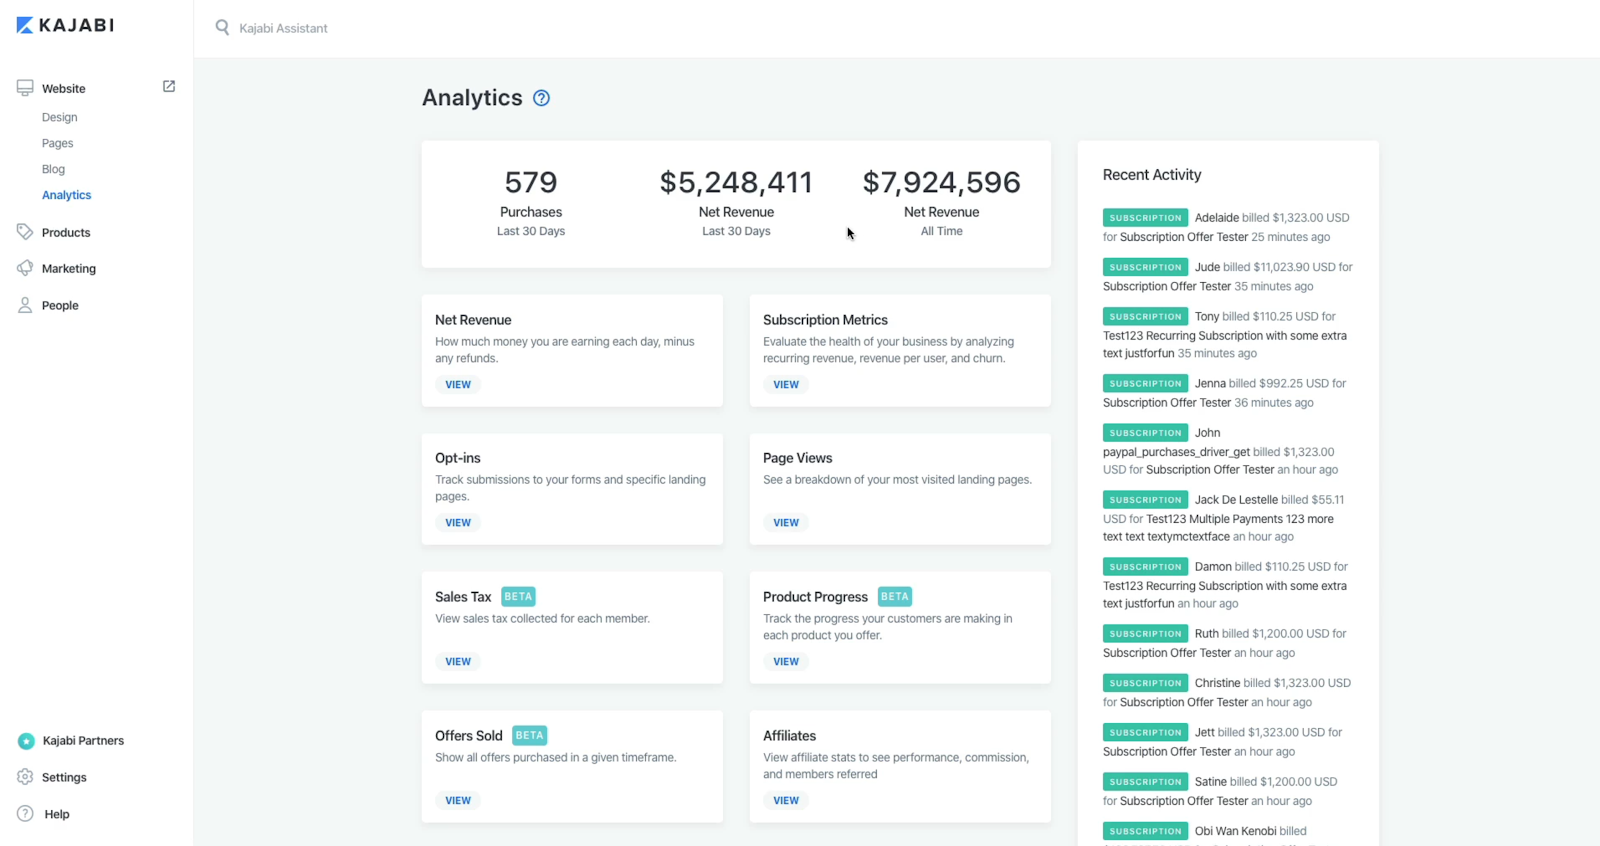 KAJABI
Kajabi Assistant
Website
Design
Pages
Blog
Analytics
Products
Marketing
People
Kajabi Partners
Settings
Help
Analytics
579
Purchases
Last 30 Days
$5,248,411
Net Revenue
Last 30 Days
$7,924,596
Net Revenue
All Time
Net Revenue
How much money you are earning each day, minus
any refunds.
VIEW
Subscription Metrics
Evaluate the health of your business by analyzing
recurring revenue, revenue per user, and churn.
VIEW
Opt-ins
Track submissions to your forms and specific landing
pages.
VIEW
Page Views
See a breakdown of your most visited landing pages.
VIEW
Sales Tax BETA
View sales tax collected for each member.
VIEW
Product Progress BETA
Track the progress your customers are making in
each product you offer.
VIEW
Offers Sold BETA
Show all offers purchased in a given timeframe.
VIEW
Affiliates
View affiliate stats to see performance, commission,
and members referred
VIEW
Recent Activity
SUBSCRIPTION Adelaide billed $1,323.00 USD
for Subscription Offer Tester 25 minutes ago
SUBSCRIPTION Jude billed $11,023.90 USD for
Subscription Offer Tester 35 minutes ago
SUBSCRIPTION Tony billed $110.25 USD for
Test123 Recurring Subscription with some extra
text justforfun 35 minutes ago
SUBSCRIPTION Jenna billed $992.25 USD for
Subscription Offer Tester 36 minutes ago
SUBSCRIPTION John
paypal_purchases_driver_get billed $1,323.00
USD for Subscription Offer Tester an hour ago
SUBSCRIPTION Jack De Lestelle billed $55.11
USD for Test123 Multiple Payments 123 more
text text textymctextface an hour ago
SUBSCRIPTION Damon billed $110.25 USD for
Test123 Recurring Subscription with some extra
text justforfun an hour ago
SUBSCRIPTION Ruth billed $1,200.00 USD for
Subscription Offer Tester an hour ago
SUBSCRIPTION Christine billed $1,323.00 USD
for Subscription Offer Tester an hour ago
SUBSCRIPTION Jett billed $1,323.00 USD for
Subscription Offer Tester an hour ago
SUBSCRIPTION Satine billed $1,200.00 USD
for Subscription Offer Tester an hour ago
SUBSCRIPTION Obi Wan Kenobi billed